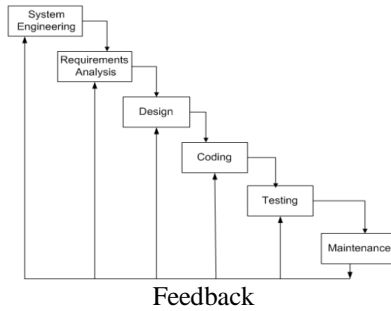 System
Engineering
Requirements
Analysis
Design
Coding
Testing
Maintenance
Feedback